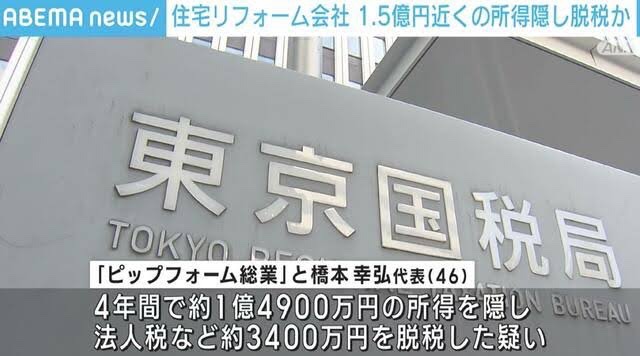 ABEMA news/
住宅リフォーム会社 1.5億円近くの所得隠し脱税か
ANN
東京国税局
TOKYO RE
ATION BUREAU
「ピップフォーム総業」と橋本 幸弘代表(46)
4年間で約1億4900万円の所得を隠し
法人税など約3400万円を脱税した疑い